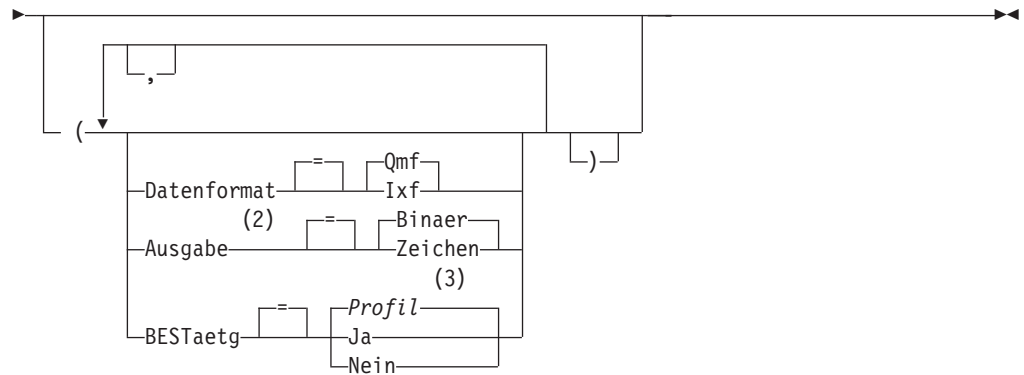 ,
(
)
= Qmf
Datenformat Ixf
(2) = Binaer
Ausgabe Zeichen
(3)
= Profil
BESTaetg Ja
Nein